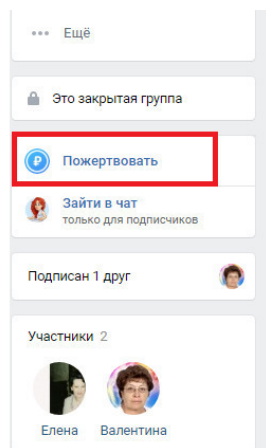 Ещё
Это закрытая группа
₽ Пожертвовать
Зайти в чат
только для подписчиков
Подписан 1 друг
Участники 2
Елена Валентина